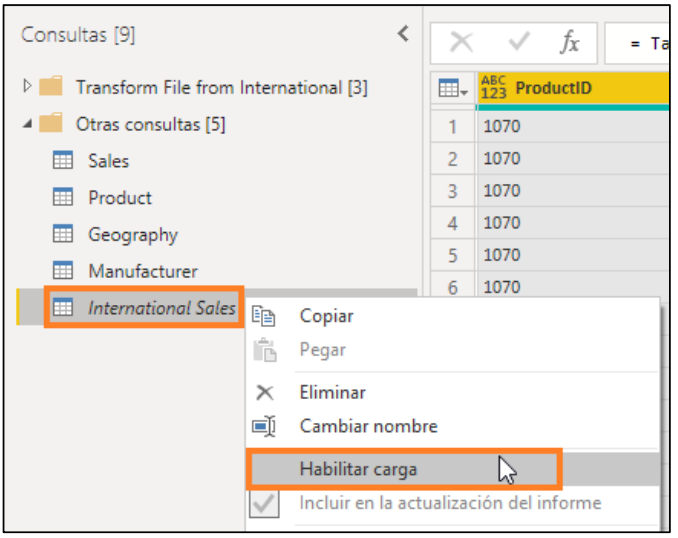 Consultas [9]
fx
= Ta
Transform File from International [3]
Otras consultas [5]
Sales
Product
Geography
Manufacturer
International Sales
ABC
123
ProductID
1 1070
2 1070
3 1070
4 1070
5 1070
6 1070
Copiar
Pegar
Eliminar
Cambiar nombre
Habilitar carga
Incluir en la actualización del informe